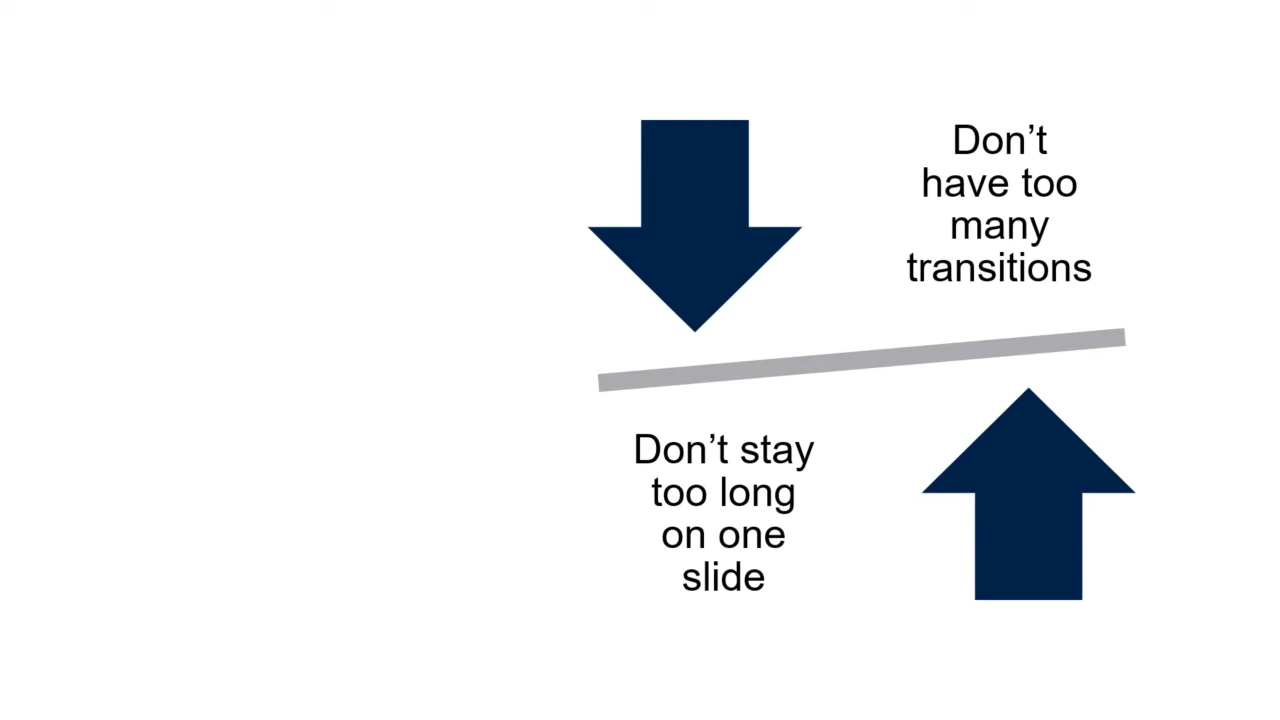 Don’t
have too
many
transitions
Don’t stay
too long
on one
slide